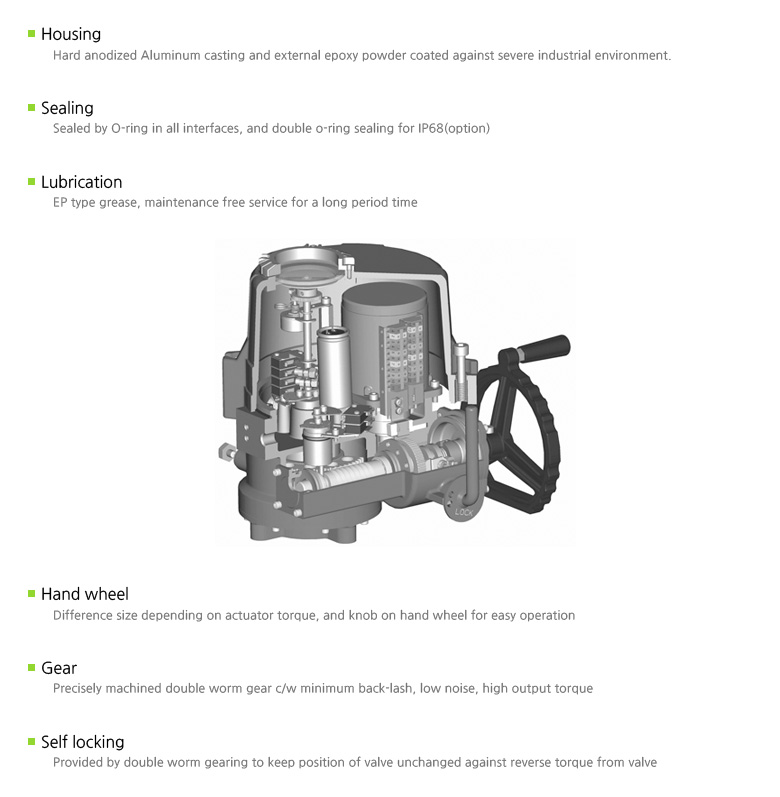 Housing
Hard anodized Aluminum casting and external epoxy powder coated against severe industrial environment.
Sealing
Sealed by O-ring in all interfaces, and double o-ring sealing for IP68(option)
Lubrication
EP type grease, maintenance free service for a long period time
LOCK
Hand wheel
Difference size depending on actuator torque, and knob on hand wheel for easy operation
Gear
Precisely machined double worm gear c/w minimum back-lash, low noise, high output torque
Self locking
Provided by double worm gearing to keep position of valve unchanged against reverse torque from valve